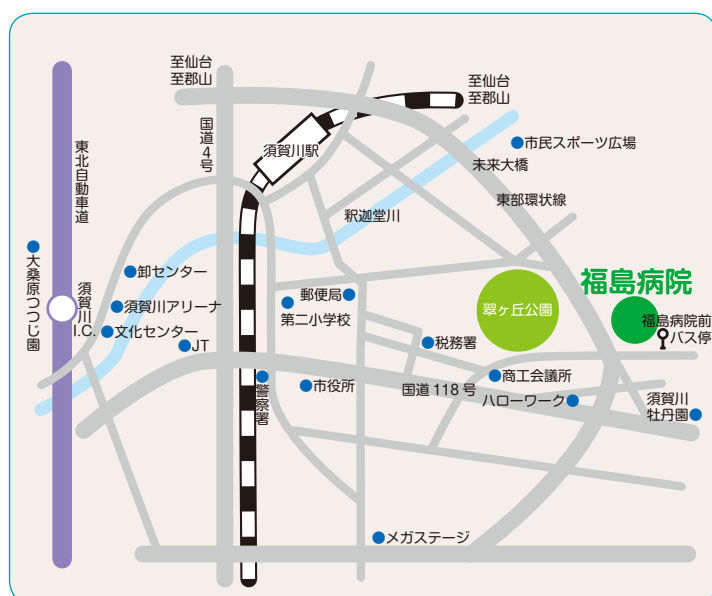 至仙台
至郡山
至仙台
至郡山
国道4号
須賀川駅
市民スポーツ広場
未来大橋
東北自動車道
東部環状線
釈迦堂川
大桑原つつじ園
卸センター
福島病院
郵便局
須賀川アリーナ
第二小学校
翠ヶ丘公園
須賀川
I.C.
文化センター
福島病院前
バス停
JT
税務署
警察署
市役所
国道118号
商工会議所
ハローワーク
須賀川
牡丹園
メガステージ